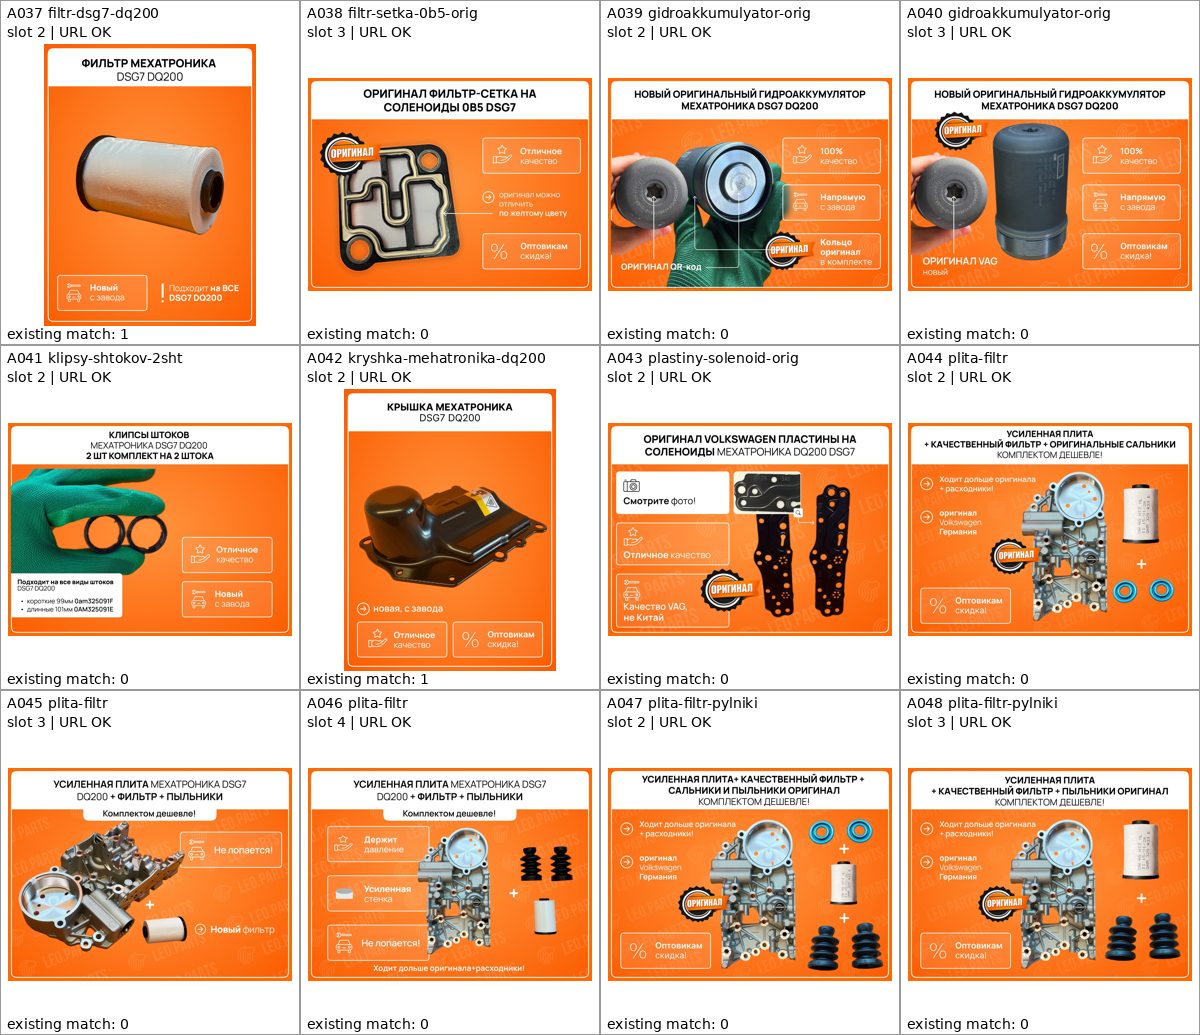 A037 filtr-dsg7-dq200
slot 2 | URL OK
ФИЛЬТР МЕХАТРОНИКА
DSG7 DQ200
Новый
с завода
! Подходит на ВСЕ
DSG7 DQ200
existing match: 1
A038 filtr-setka-0b5-orig
slot 3 | URL OK
ОРИГИНАЛ ФИЛЬТР-СЕТКА НА
СОЛЕНОИДЫ 0B5 DSG7
ОРИГИНАЛ
Отличное
качество
оригинал можно
отличить
по желтому цвету
% Оптовикам
скидка!
existing match: 0
A039 gidroakkumulyator-orig
slot 2 | URL OK
НОВЫЙ ОРИГИНАЛЬНЫЙ ГИДРОАККУМУЛЯТОР
МЕХАТРОНИКА DSG7 DQ200
100%
качество
Напрямую
с завода
ОРИГИНАЛ
Кольцо
оригинал
в комплекте
ОРИГИНАЛ QR-код
existing match: 0
A040 gidroakkumulyator-orig
slot 3 | URL OK
НОВЫЙ ОРИГИНАЛЬНЫЙ ГИДРОАККУМУЛЯТОР
МЕХАТРОНИКА DSG7 DQ200
ОРИГИНАЛ
100%
качество
Напрямую
с завода
% Оптовикам
скидка!
ОРИГИНАЛ VAG
новый
existing match: 0
A041 klipsy-shtokov-2sht
slot 2 | URL OK
КЛИПСЫ ШТОКОВ
МЕХАТРОНИКА DSG7 DQ200
2 ШТ КОМПЛЕКТ НА 2 ШТОКА
Отличное
качество
Новый
с завода
Подходит на все виды штоков
DSG7 DQ200
• короткие 99мм 0am325091F
• длинные 101мм 0AM325091E
existing match: 0
A042 kryshka-mehatronika-dq200
slot 2 | URL OK
КРЫШКА МЕХАТРОНИКА
DSG7 DQ200
новая, с завода
Отличное
качество
% Оптовикам
скидка!
existing match: 1
A043 plastiny-solenoid-orig
slot 2 | URL OK
ОРИГИНАЛ VOLKSWAGEN ПЛАСТИНЫ НА
СОЛЕНОИДЫ МЕХАТРОНИКА DQ200 DSG7
Смотрите фото!
Отличное качество
ОРИГИНАЛ
Качество VAG,
не Китай
existing match: 0
A044 plita-filtr
slot 2 | URL OK
УСИЛЕННАЯ ПЛИТА
+ КАЧЕСТВЕННЫЙ ФИЛЬТР + ОРИГИНАЛЬНЫЕ САЛЬНИКИ
КОМПЛЕКТОМ ДЕШЕВЛЕ!
Ходит дольше оригинала
+ расходники!
оригинал
Volkswagen
Германия
ОРИГИНАЛ
+
% Оптовикам
скидка!
existing match: 0
A045 plita-filtr
slot 3 | URL OK
УСИЛЕННАЯ ПЛИТА МЕХАТРОНИКА DSG7
DQ200 + ФИЛЬТР + ПЫЛЬНИКИ
Комплектом дешевле!
Не лопается!
+
Новый фильтр
existing match: 0
A046 plita-filtr
slot 4 | URL OK
УСИЛЕННАЯ ПЛИТА МЕХАТРОНИКА DSG7
DQ200 + ФИЛЬТР + ПЫЛЬНИКИ
Комплектом дешевле!
Держит
давление
Усиленная
стенка
+
Не лопается!
Ходит дольше оригинала+расходники!
existing match: 0
A047 plita-filtr-pylniki
slot 2 | URL OK
УСИЛЕННАЯ ПЛИТА+ КАЧЕСТВЕННЫЙ ФИЛЬТР +
САЛЬНИКИ И ПЫЛЬНИКИ ОРИГИНАЛ
КОМПЛЕКТОМ ДЕШЕВЛЕ!
Ходит дольше оригинала
+ расходники!
+
оригинал
Volkswagen
Германия
ОРИГИНАЛ
+
% Оптовикам
скидка!
existing match: 0
A048 plita-filtr-pylniki
slot 3 | URL OK
УСИЛЕННАЯ ПЛИТА
+ КАЧЕСТВЕННЫЙ ФИЛЬТР + ПЫЛЬНИКИ ОРИГИНАЛ
КОМПЛЕКТОМ ДЕШЕВЛЕ!
Ходит дольше оригинала
+ расходники!
оригинал
Volkswagen
Германия
ОРИГИНАЛ
+
% Оптовикам
скидка!
existing match: 0